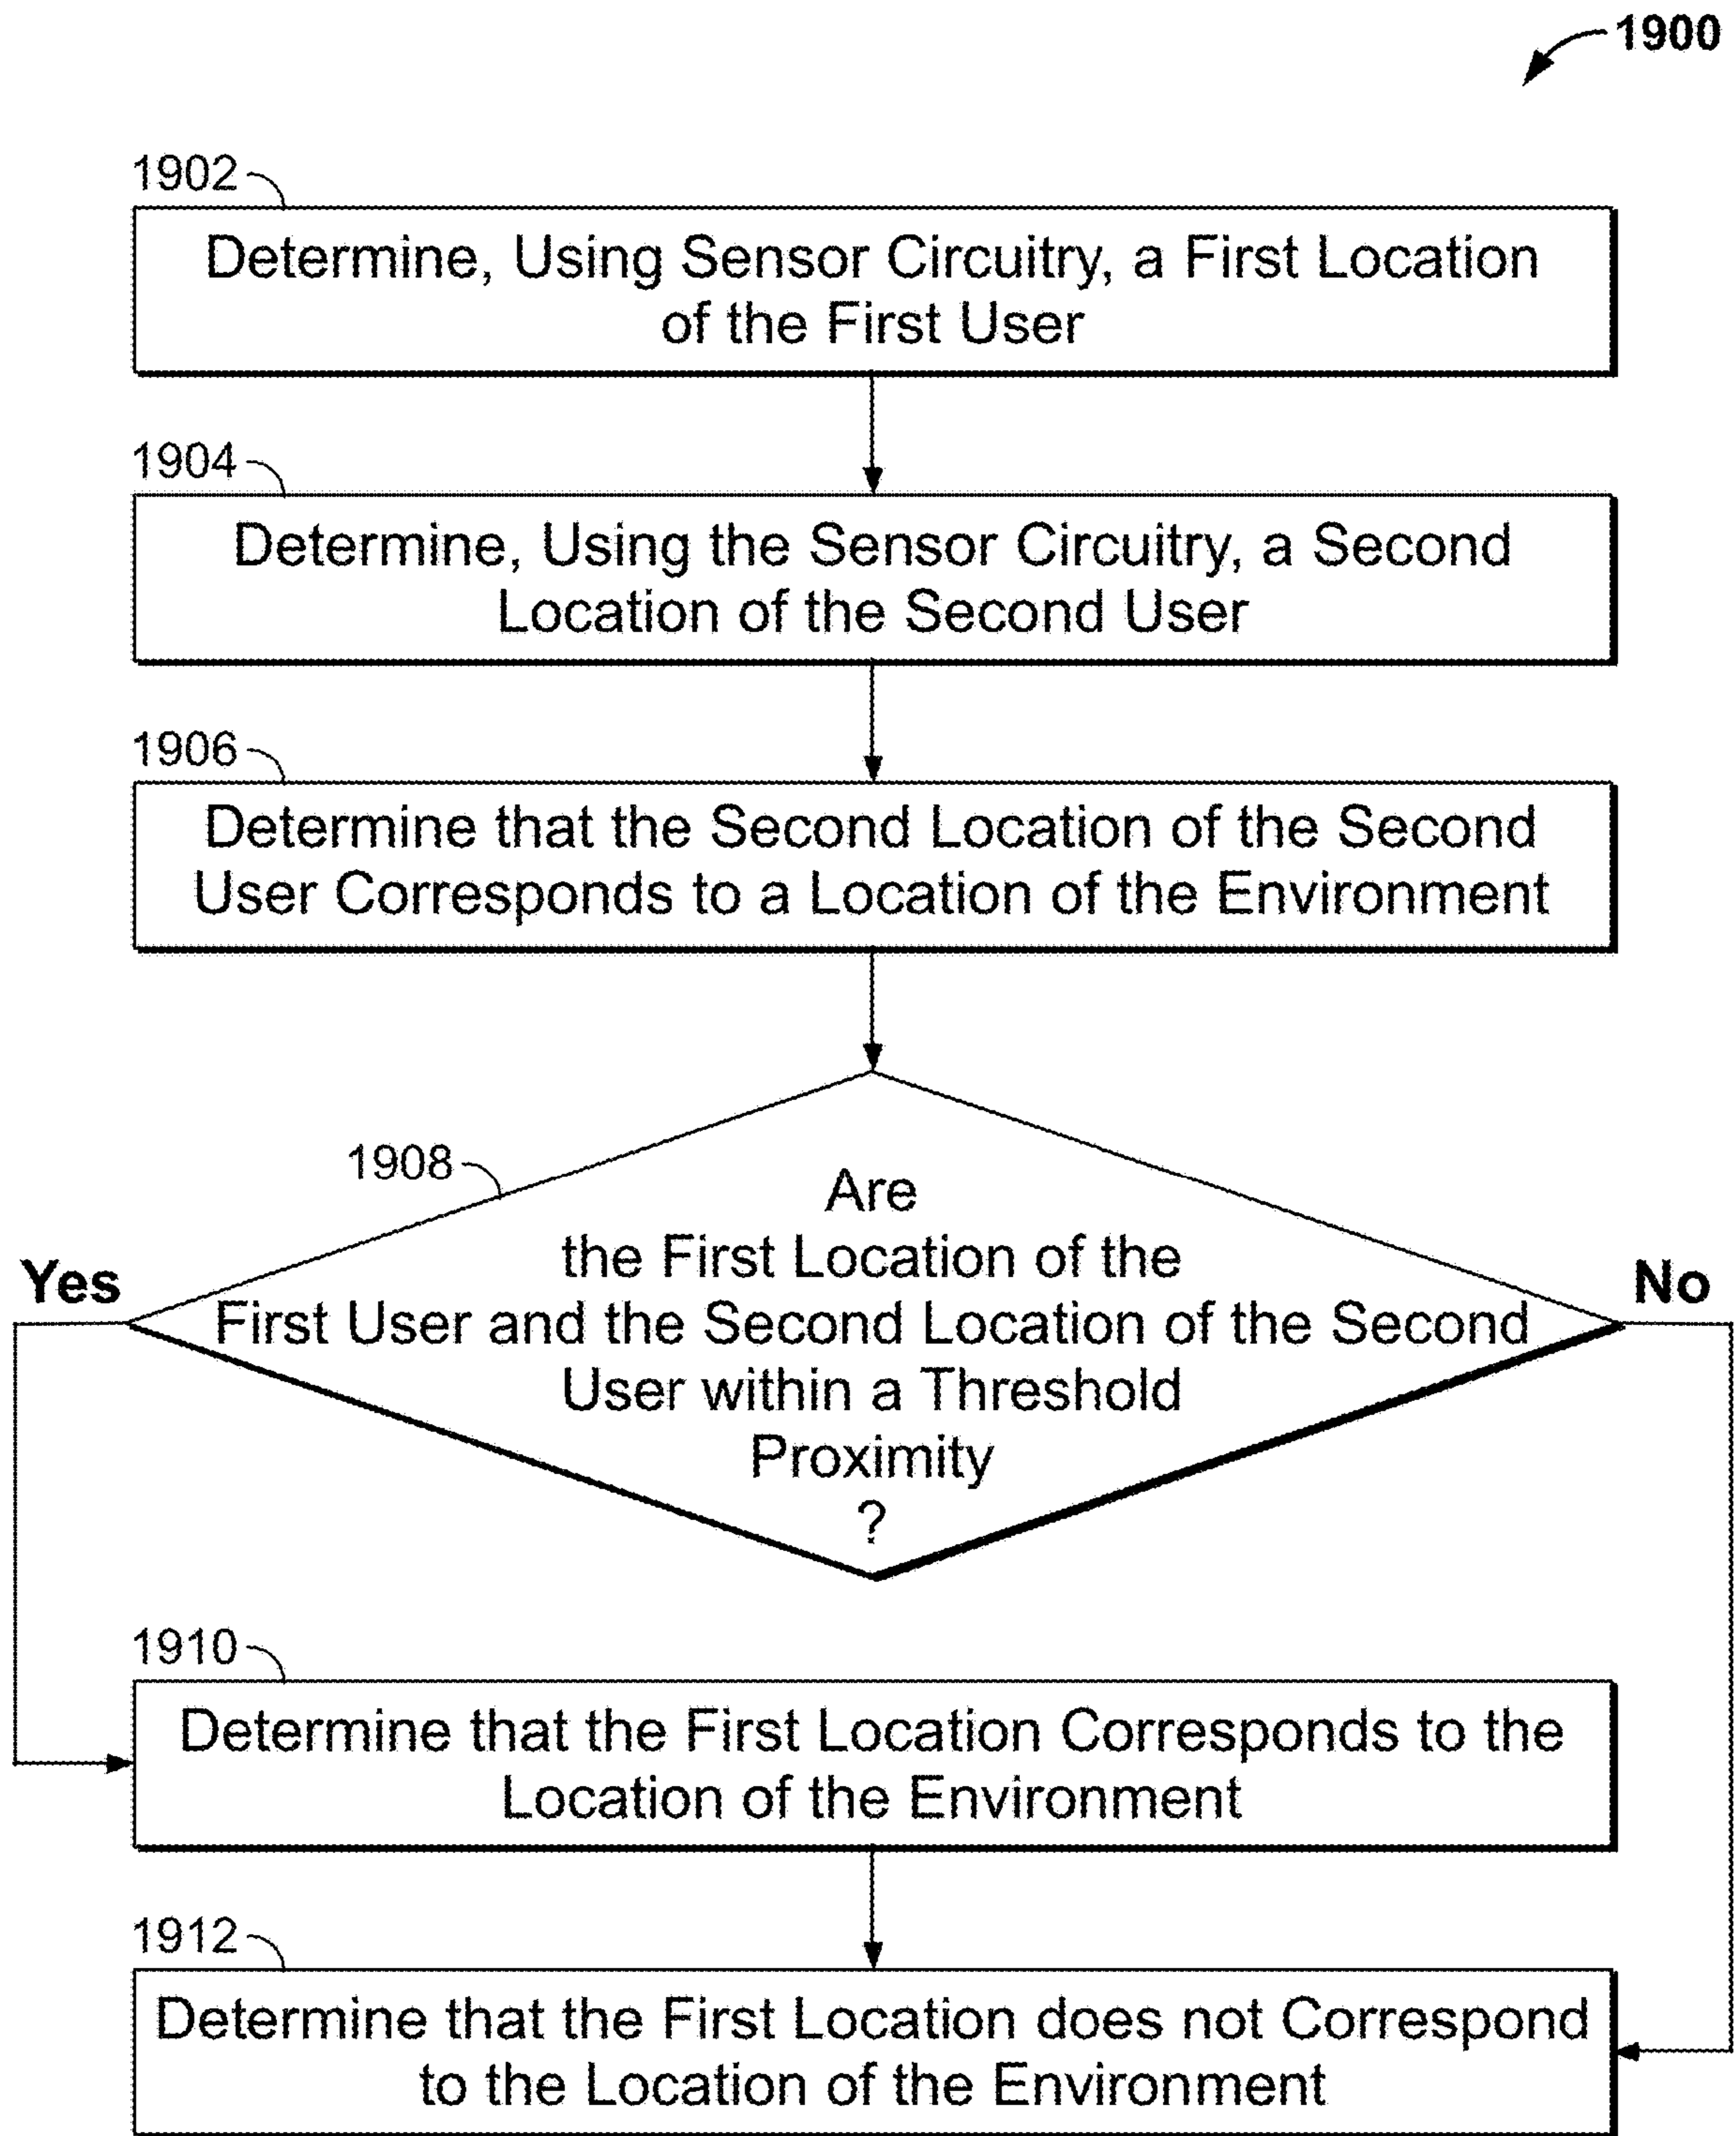 1900
1902
Determine, Using Sensor Circuitry, a First Location
of the First User
1904
Determine, Using the Sensor Circuitry, a Second
Location of the Second User
1906
Determine that the Second Location of the Second
User Corresponds to a Location of the Environment
1908
Are
the First Location of the
First User and the Second Location of the Second
User within a Threshold
Proximity
?
Yes
No
1910
Determine that the First Location Corresponds to the
Location of the Environment
1912
Determine that the First Location does not Correspond
to the Location of the Environment